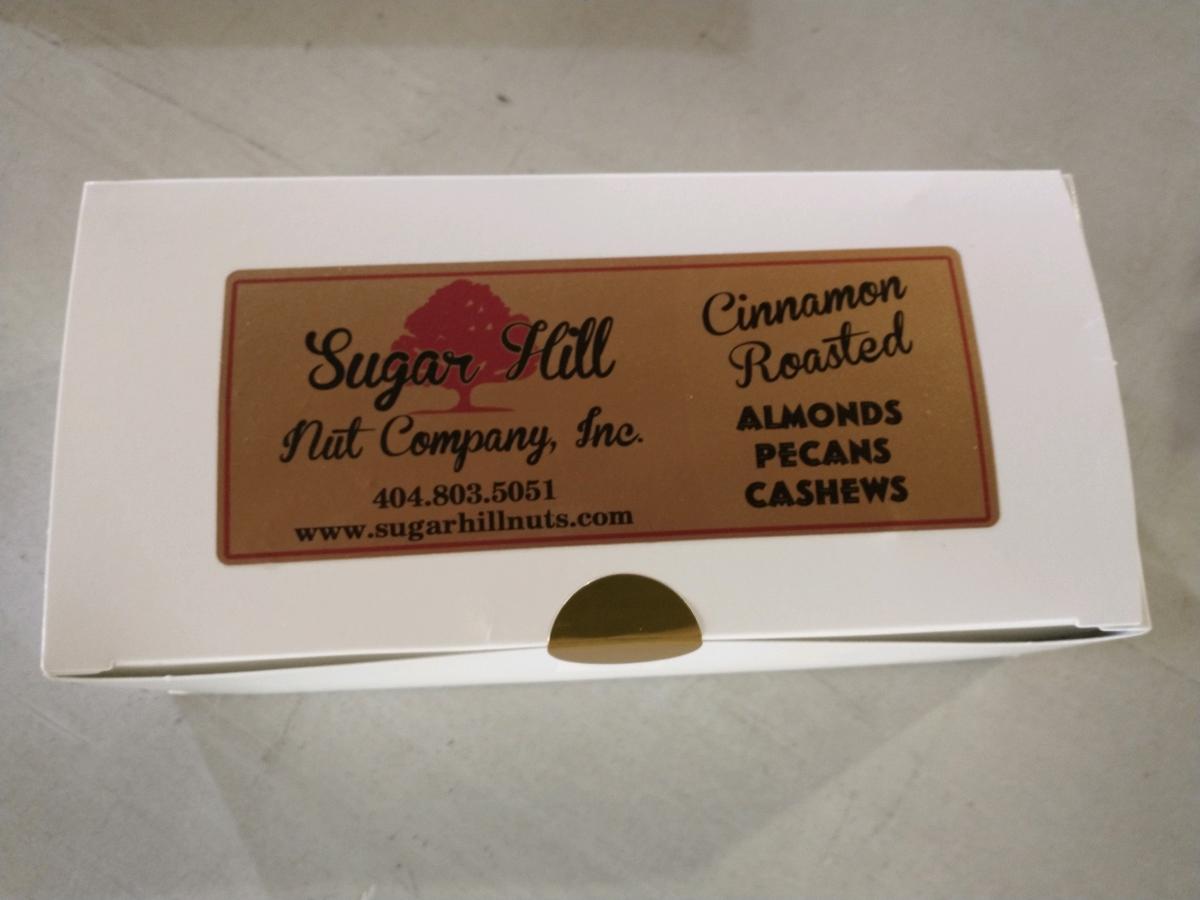 Sugar Hill
Nut Company, Inc.
404.803.5051
www.sugarhillnuts.com
Cinnamon
Roasted
ALMONDS
PECANS
CASHEWS